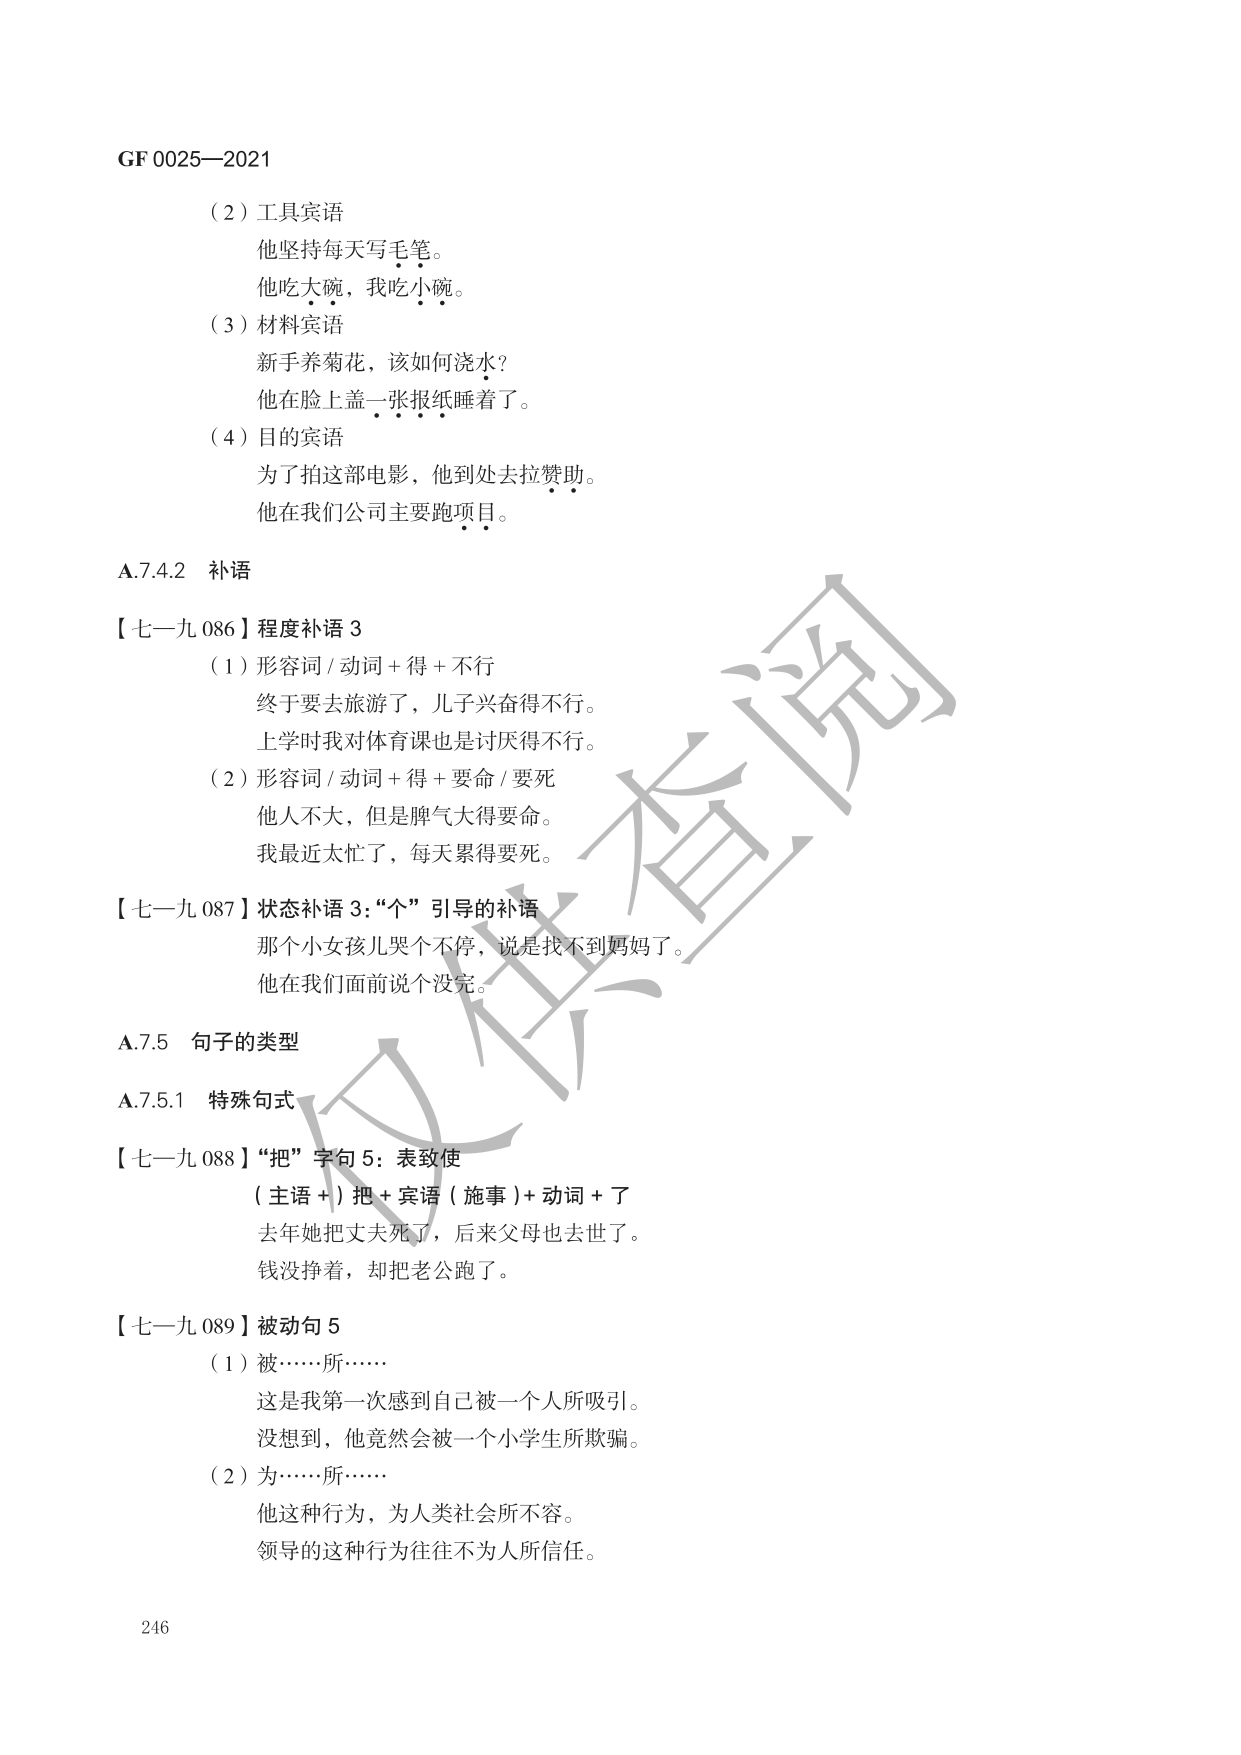 GF 0025—2021
（2）工具宾语
他坚持每天写毛笔。
他吃大碗，我吃小碗。
（3）材料宾语
新手养菊花，该如何浇水？
他在脸上盖一张报纸睡着了。
（4）目的宾语
为了拍这部电影，他到处去拉赞助。
他在我们公司主要跑项目。
A.7.4.2 补语
【七—九 086】程度补语 3
（1）形容词 / 动词 + 得 + 不行
终于要去旅游了，儿子兴奋得不行。
上学时我对体育课也是讨厌得不行。
（2）形容词 / 动词 + 得 + 要命 / 要死
他人不大，但是脾气大得要命。
我最近太忙了，每天累得要死。
【七—九 087】状态补语 3：“个”引导的补语
那个小女孩儿哭个不停，说是找不到妈妈了。
他在我们面前说个没完。
A.7.5 句子的类型
A.7.5.1 特殊句式
【七—九 088】“把”字句 5：表致使
（主语 +）把 + 宾语（施事）+ 动词 + 了
去年她把丈夫死了，后来父母也去世了。
钱没挣着，却把老公跑了。
【七—九 089】被动句 5
（1）被……所……
这是我第一次感到自己被一个人所吸引。
没想到，他竟然会被一个小学生所欺骗。
（2）为……所……
他这种行为，为人类社会所不容。
领导的这种行为往往不为人所信任。
246
仅供查阅